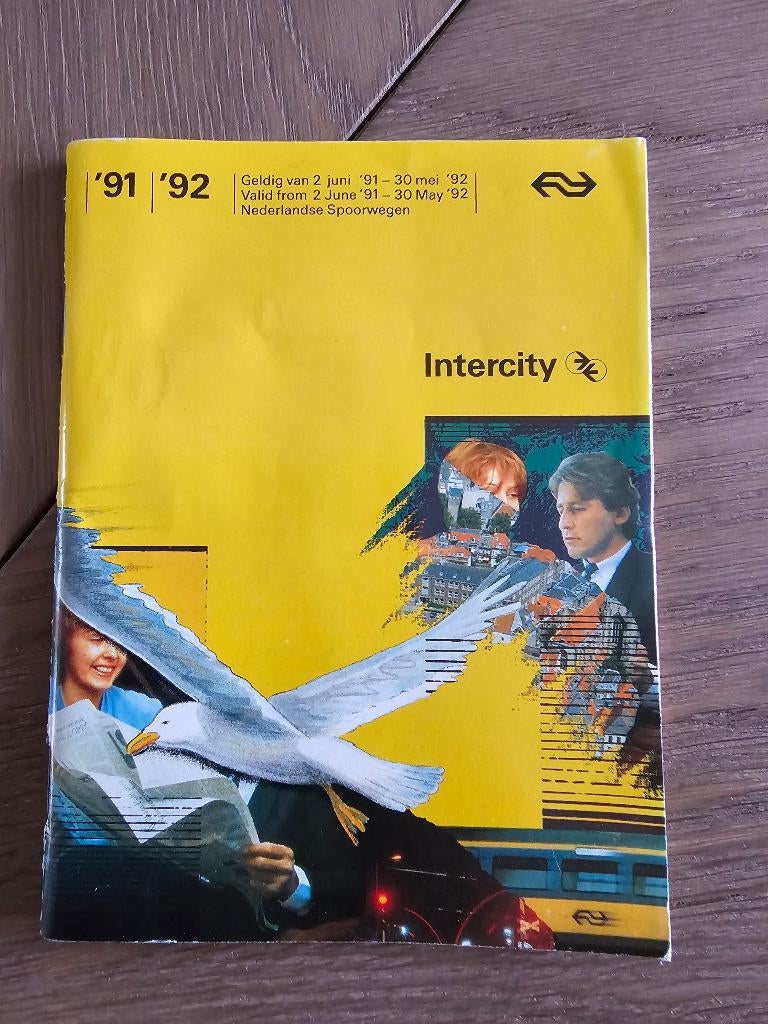 '91 '92
Geldig van 2 juni '91 – 30 mei '92
Valid from 2 June '91 – 30 May '92
Nederlandse Spoorwegen
Intercity